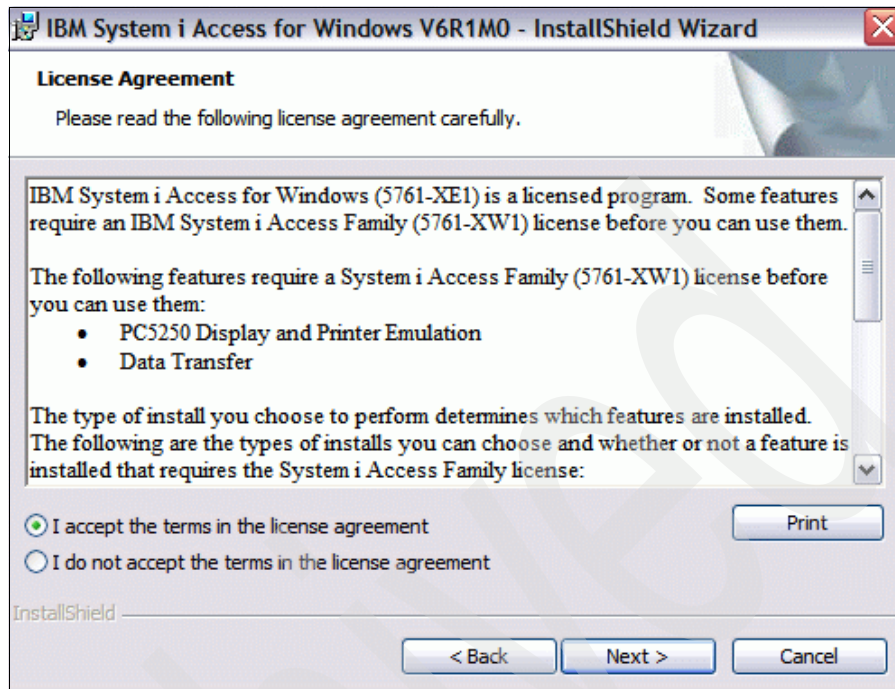 IBM System i Access for Windows V6R1M0 - InstallShield Wizard
License Agreement
Please read the following license agreement carefully.
IBM System i Access for Windows (5761-XE1) is a licensed program. Some features
require an IBM System i Access Family (5761-XW1) license before you can use them.
The following features require a System i Access Family (5761-XW1) license before
you can use them:
• PC5250 Display and Printer Emulation
• Data Transfer
The type of install you choose to perform determines which features are installed.
The following are the types of installs you can choose and whether or not a feature is
installed that requires the System i Access Family license:
I accept the terms in the license agreement
Print
I do not accept the terms in the license agreement
InstallShield
< Back
Next >
Cancel